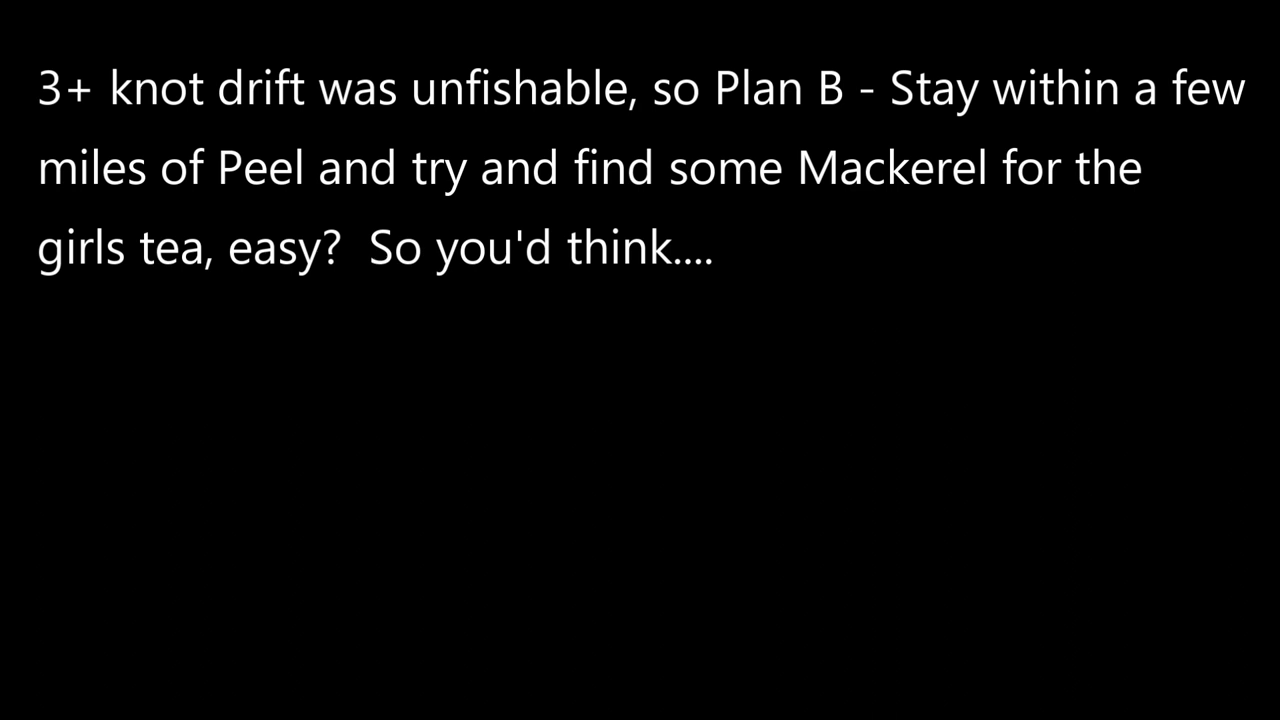 3+ knot drift was unfishable, so Plan B - Stay within a few
miles of Peel and try and find some Mackerel for the
girls tea, easy?  So you'd think....